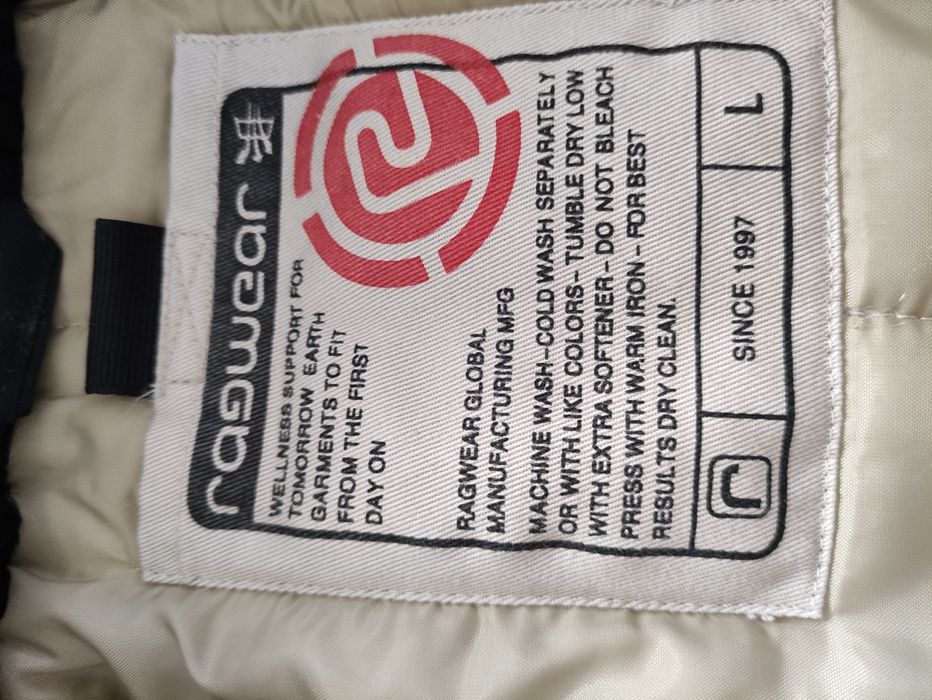 ragwear
WELLNESS SUPPORT FOR
TOMORROW EARTH
GARMENTS TO FIT
FROM THE FIRST
DAY ON
RAGWEAR GLOBAL
MANUFACTURING MFG
MACHINE WASH-COLD WASH SEPARATELY
OR WITH LIKE COLORS- TUMBLE DRY LOW
WITH EXTRA SOFTENER- DO NOT BLEACH
PRESS WITH WARM IRON - FOR BEST
RESULTS DRY CLEAN.
SINCE 1997
L